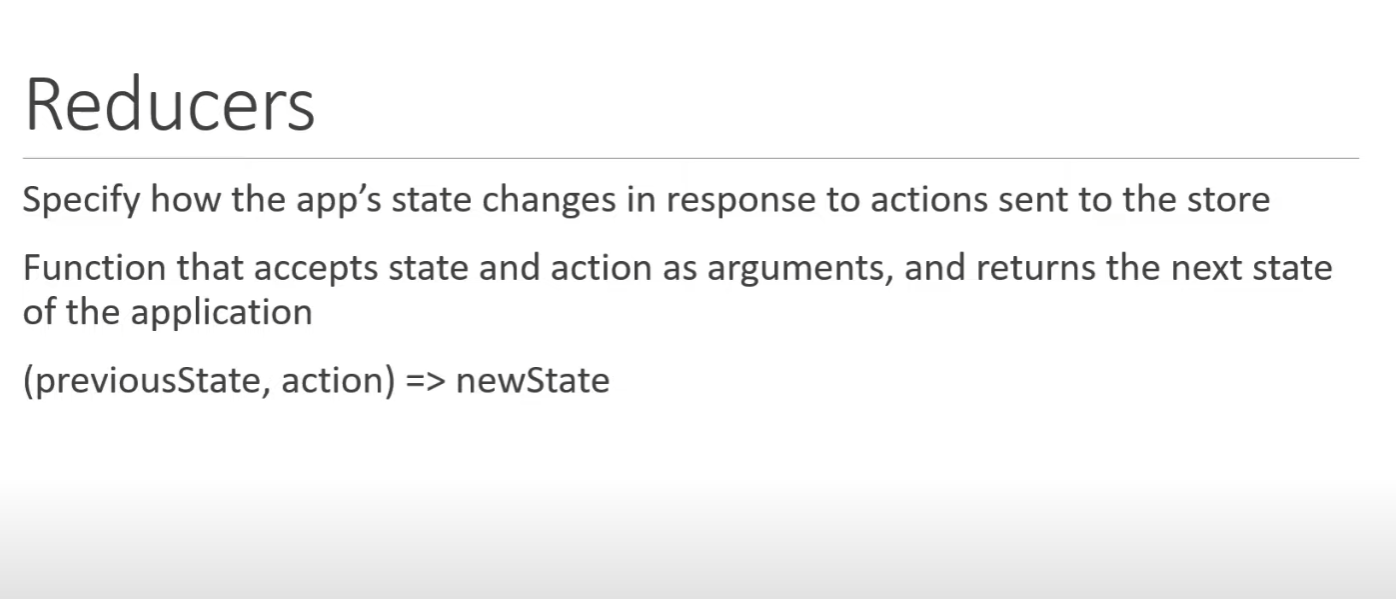 Reducers
Specify how the app’s state changes in response to actions sent to the store
Function that accepts state and action as arguments, and returns the next state
of the application
(previousState, action) => newState